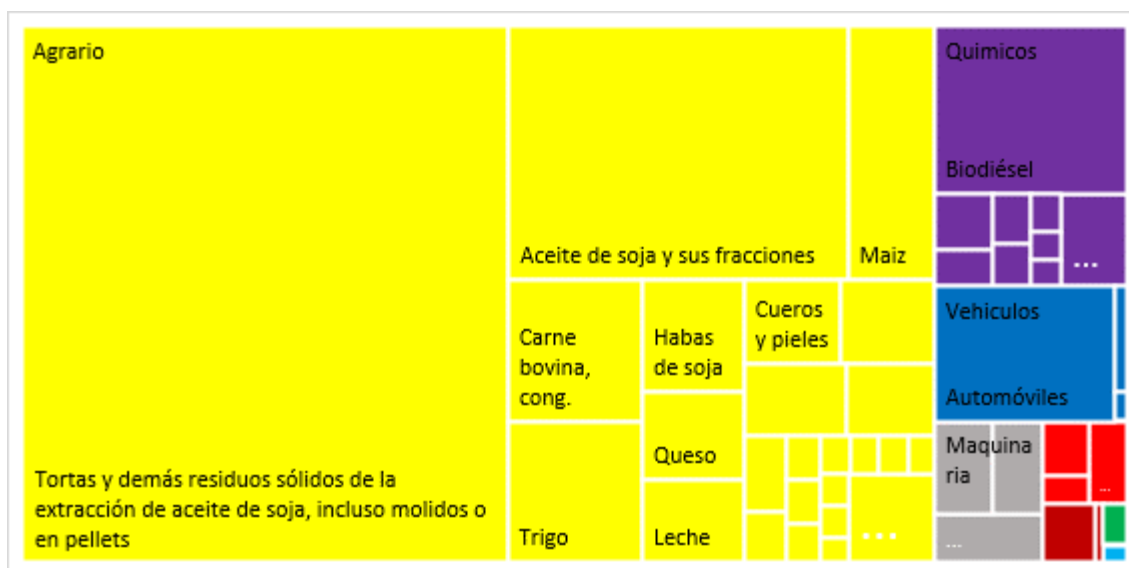 Agrario
Tortas y demás residuos sólidos de la
extracción de aceite de soja, incluso molidos o
en pellets
Aceite de soja y sus fracciones
Maiz
Carne
bovina,
cong.
Trigo
Habas
de soja
Queso
Leche
Cueros
y pieles
...
Quimicos
Biodiésel
...
Vehiculos
Automóviles
Maquina
ria
...
...